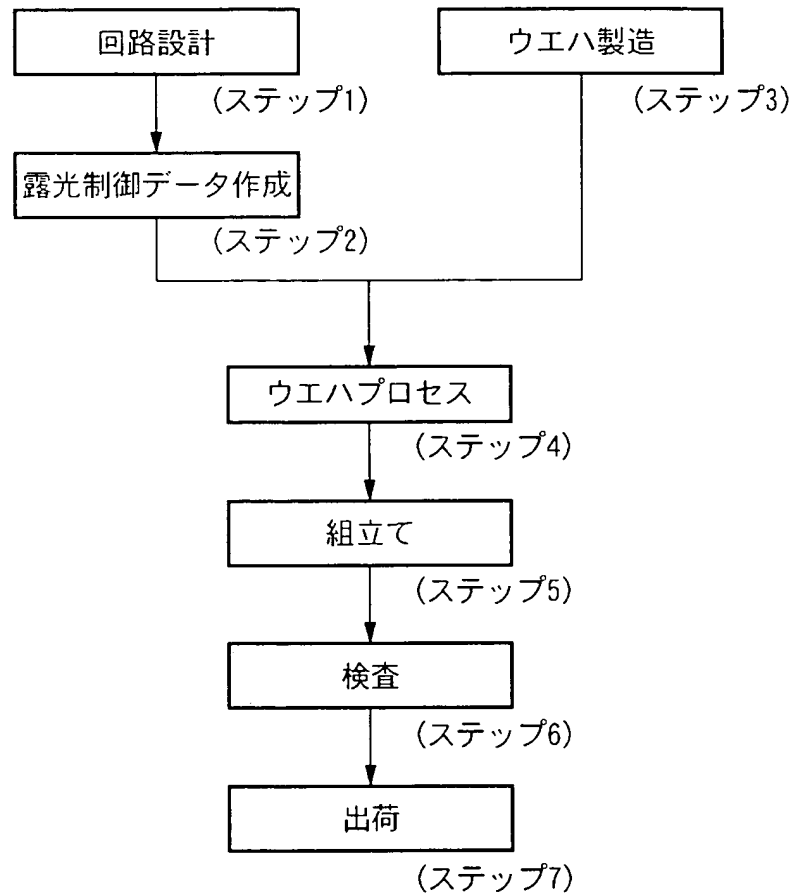 回路設計
(ステップ1)
ウエハ製造
(ステップ3)
露光制御データ作成
(ステップ2)
ウエハプロセス
(ステップ4)
組立て
(ステップ5)
検査
(ステップ6)
出荷
(ステップ7)